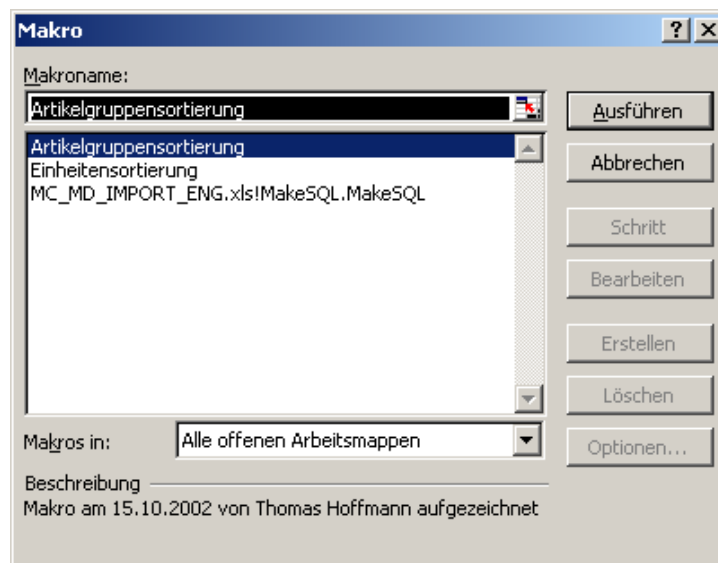 Makro
Makroname:
Artikelgruppensortierung
Ausführen
Artikelgruppensortierung
Einheitensortierung
MC_MD_IMPORT_ENG.xls!MakeSQL.MakeSQL
Abbrechen
Schritt
Bearbeiten
Erstellen
Löschen
Makros in:
Alle offenen Arbeitsmappen
Optionen...
Beschreibung
Makro am 15.10.2002 von Thomas Hoffmann aufgezeichnet